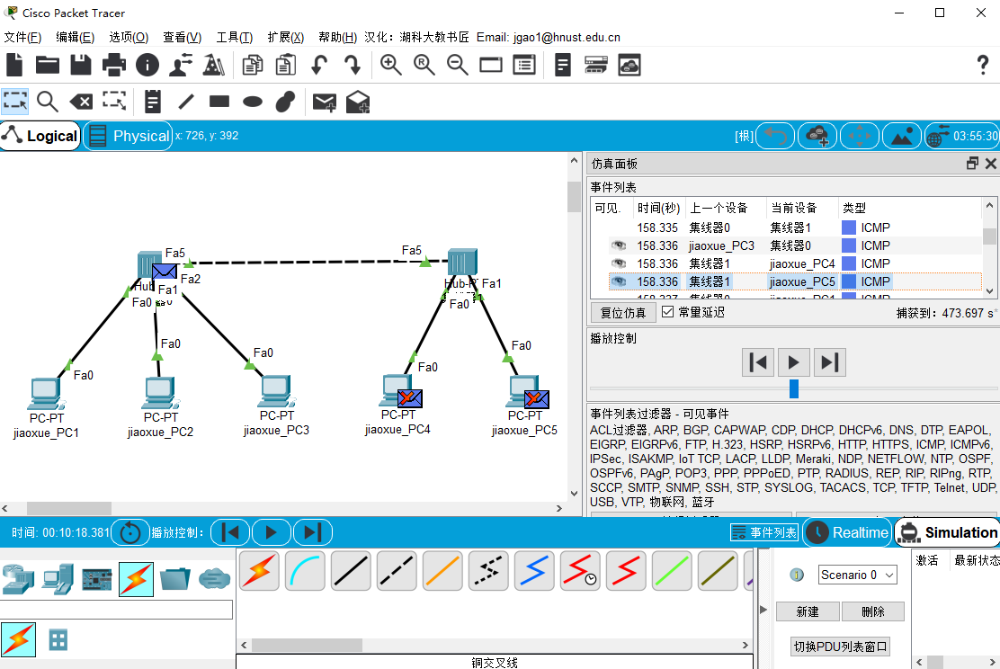 Cisco Packet Tracer
文件(F) 编辑(E) 选项(O) 查看(V) 工具(T) 扩展(X) 帮助(H) 汉化：湖科大教书匠 Email: jgao1@hnust.edu.cn
Logical Physical x: 726, y: 392 [根] 03:55:30
仿真面板
事件列表
可见. 时间(秒) 上一个设备 当前设备 类型
158.335 集线器0 集线器1 ICMP
158.336 jiaoxue_PC3 集线器0 ICMP
158.336 集线器1 jiaoxue_PC4 ICMP
158.336 集线器1 jiaoxue_PC5 ICMP
复位仿真 常量延迟 捕获到: 473.697 s*
播放控制
事件列表过滤器 - 可见事件
ACL过滤器, ARP, BGP, CAPWAP, CDP, DHCP, DHCPv6, DNS, DTP, EAPOL,
EIGRP, EIGRPv6, FTP, H.323, HSRP, HSRPv6, HTTP, HTTPS, ICMP, ICMPv6,
IPSec, ISAKMP, IoT TCP, LACP, LLDP, Meraki, NDP, NETFLOW, NTP, OSPF,
OSPFv6, PAgP, POP3, PPP, PPPoED, PTP, RADIUS, REP, RIP, RIPng, RTP,
SCCP, SMTP, SNMP, SSH, STP, SYSLOG, TACACS, TCP, TFTP, Telnet, UDP,
USB, VTP, 物联网, 蓝牙
Fa5 Fa5
Fa2
Hub Fa1 Hub-P Fa1
Fa0 Fa0
Fa0 Fa0
Fa0 Fa0 Fa0
PC-PT PC-PT PC-PT PC-PT PC-PT
jiaoxue_PC1 jiaoxue_PC2 jiaoxue_PC3 jiaoxue_PC4 jiaoxue_PC5
时间: 00:10:18.381 播放控制: 事件列表 Realtime Simulation
Scenario 0
激活 最新状态
新建 删除
切换PDU列表窗口
铜交叉线